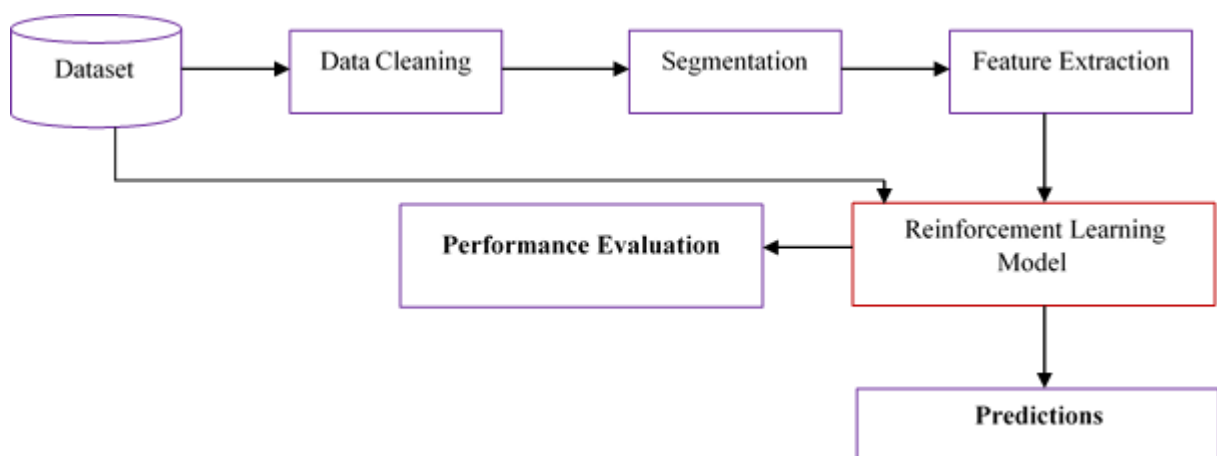 Dataset
Data Cleaning
Segmentation
Feature Extraction
Performance Evaluation
Reinforcement Learning
Model
Predictions